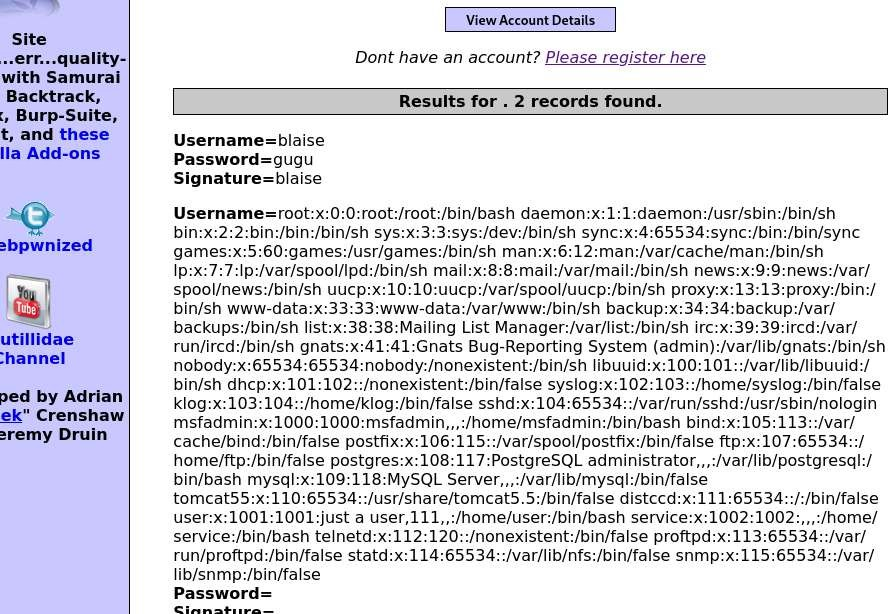 View Account Details
Dont have an account? Please register here
Results for . 2 records found.
Username=blaise
Password=gugu
Signature=blaise
Username=root:x:0:0:root:/root:/bin/bash daemon:x:1:1:daemon:/usr/sbin:/bin/sh
bin:x:2:2:bin:/bin:/bin/sh sys:x:3:3:sys:/dev:/bin/sh sync:x:4:65534:sync:/bin:/bin/sync
games:x:5:60:games:/usr/games:/bin/sh man:x:6:12:man:/var/cache/man:/bin/sh
lp:x:7:7:lp:/var/spool/lpd:/bin/sh mail:x:8:8:mail:/var/mail:/bin/sh news:x:9:9:news:/var/
spool/news:/bin/sh uucp:x:10:10:uucp:/var/spool/uucp:/bin/sh proxy:x:13:13:proxy:/bin:/
bin/sh www-data:x:33:33:www-data:/var/www:/bin/sh backup:x:34:34:backup:/var/
backups:/bin/sh list:x:38:38:Mailing List Manager:/var/list:/bin/sh irc:x:39:39:ircd:/var/
run/ircd:/bin/sh gnats:x:41:41:Gnats Bug-Reporting System (admin):/var/lib/gnats:/bin/sh
nobody:x:65534:65534:nobody:/nonexistent:/bin/sh libuuid:x:100:101::/var/lib/libuuid:/
bin/sh dhcp:x:101:102::/nonexistent:/bin/false syslog:x:102:103::/home/syslog:/bin/false
klog:x:103:104::/home/klog:/bin/false sshd:x:104:65534::/var/run/sshd:/usr/sbin/nologin
msfadmin:x:1000:1000:msfadmin,,,:/home/msfadmin:/bin/bash bind:x:105:113::/var/
cache/bind:/bin/false postfix:x:106:115::/var/spool/postfix:/bin/false ftp:x:107:65534::/
home/ftp:/bin/false postgres:x:108:117:PostgreSQL administrator,,,:/var/lib/postgresql:/
bin/bash mysql:x:109:118:MySQL Server,,,:/var/lib/mysql:/bin/false
tomcat55:x:110:65534::/usr/share/tomcat5.5:/bin/false distccd:x:111:65534::/:/bin/false
user:x:1001:1001:just a user,111,,:/home/user:/bin/bash service:x:1002:1002:,,,:/home/
service:/bin/bash telnetd:x:112:120::/nonexistent:/bin/false proftpd:x:113:65534::/var/
run/proftpd:/bin/false statd:x:114:65534::/var/lib/nfs:/bin/false snmp:x:115:65534::/var/
lib/snmp:/bin/false
Password=
Signature=
Site
...err...quality-
with Samurai
Backtrack,
, Burp-Suite,
t, and these
lla Add-ons
ebpwnized
You
Tube
utillidae
Channel
ped by Adrian
ek" Crenshaw
eremy Druin